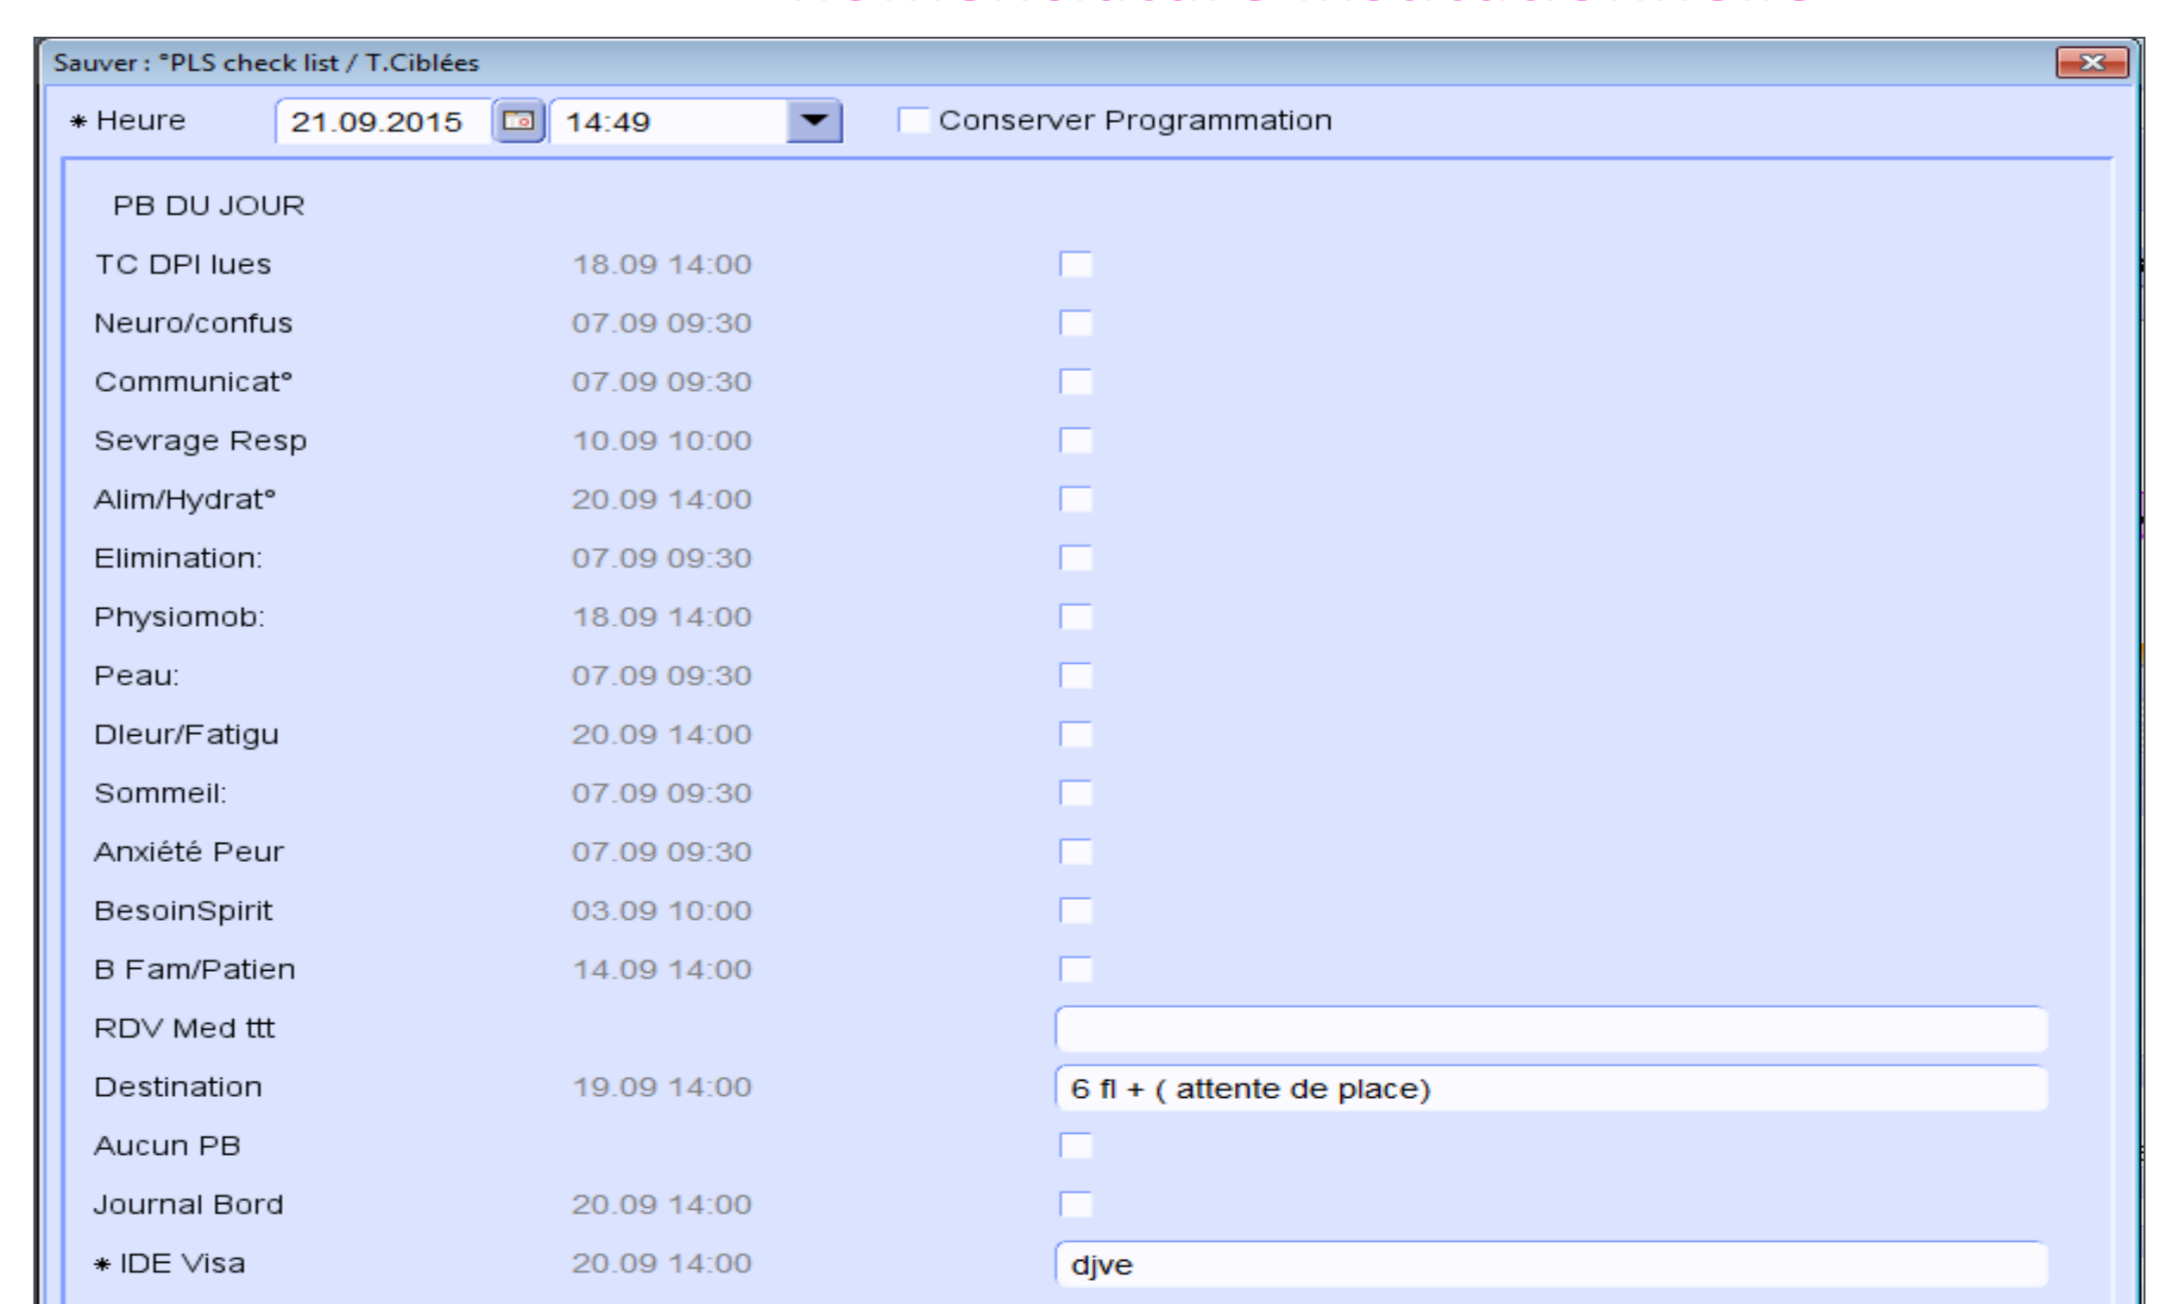 Sauver : °PLS check list / T.Ciblées
* Heure 21.09.2015 14:49 Conserver Programmation
PB DU JOUR
TC DPI lues 18.09 14:00
Neuro/confus 07.09 09:30
Communicat° 07.09 09:30
Sevrage Resp 10.09 10:00
Alim/Hydrat° 20.09 14:00
Elimination: 07.09 09:30
Physiomob: 18.09 14:00
Peau: 07.09 09:30
Dleur/Fatigu 20.09 14:00
Sommeil: 07.09 09:30
Anxiété Peur 07.09 09:30
BesoinSpirit 03.09 10:00
B Fam/Patien 14.09 14:00
RDV Med ttt
Destination 19.09 14:00 6 fl + ( attente de place)
Aucun PB
Journal Bord 20.09 14:00
* IDE Visa 20.09 14:00 djve